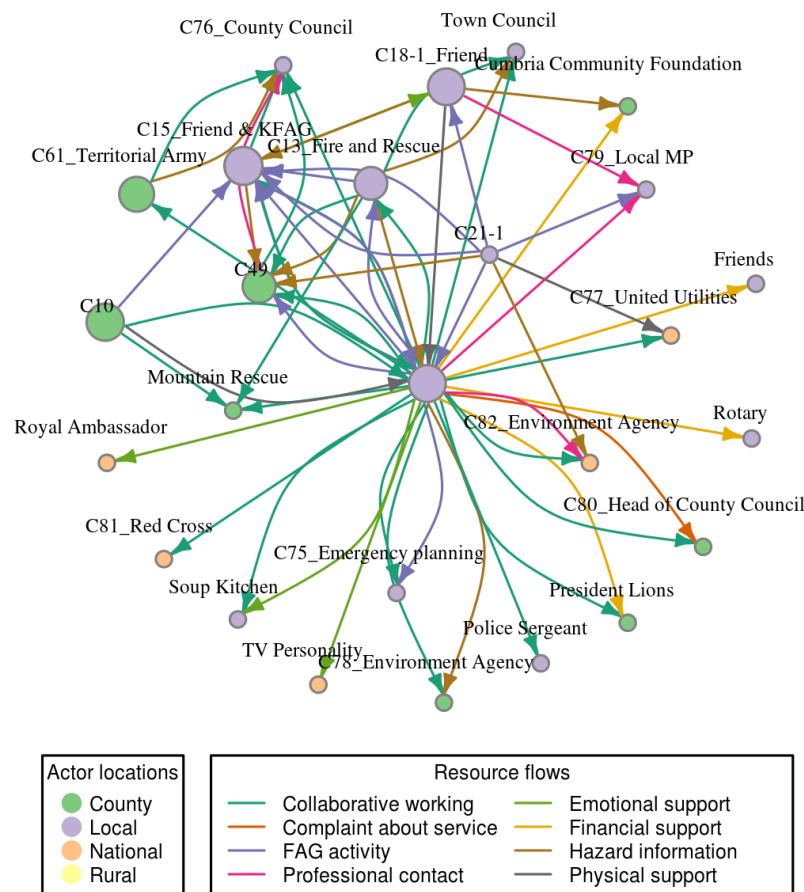 Town Council
C76_County Council
C18-1_Friend
Cumbria Community Foundation
C15_Friend & KFAG
C13_Fire and Rescue
C61_Territorial Army
C79_Local MP
C21-1
Friends
C49
C77_United Utilities
C10
Mountain Rescue
Royal Ambassador
C82_Environment Agency
Rotary
C81_Red Cross
C80_Head of County Council
C75_Emergency planning
Soup Kitchen
President Lions
Police Sergeant
TV Personality
C78_Environment Agency
Actor locations
County
Local
National
Rural
Resource flows
Collaborative working
Complaint about service
FAG activity
Professional contact
Emotional support
Financial support
Hazard information
Physical support